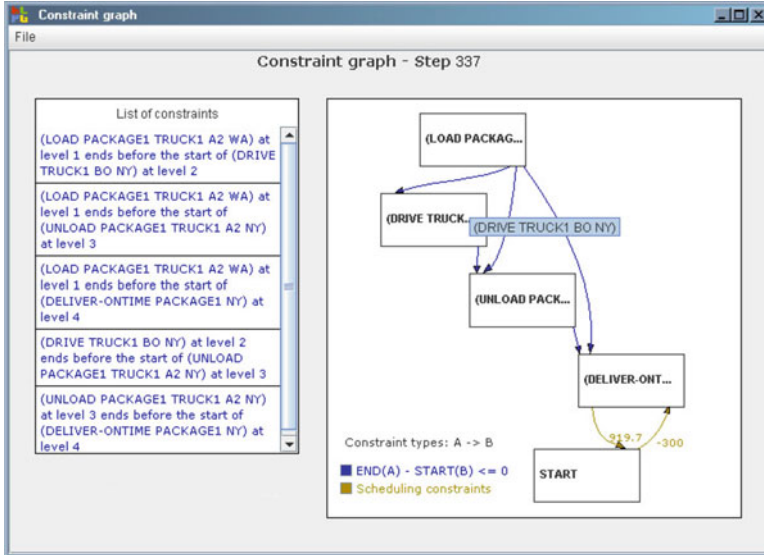 Constraint graph
File
Constraint graph - Step 337
List of constraints
(LOAD PACKAGE1 TRUCK1 A2 WA) at
level 1 ends before the start of (DRIVE
TRUCK1 BO NY) at level 2
(LOAD PACKAGE1 TRUCK1 A2 WA) at
level 1 ends before the start of
(UNLOAD PACKAGE1 TRUCK1 A2 NY)
at level 3
(LOAD PACKAGE1 TRUCK1 A2 WA) at
level 1 ends before the start of
(DELIVER-ONTIME PACKAGE1 NY) at
level 4
(DRIVE TRUCK1 BO NY) at level 2
ends before the start of (UNLOAD
PACKAGE1 TRUCK1 A2 NY) at level 3
(UNLOAD PACKAGE1 TRUCK1 A2 NY)
at level 3 ends before the start of
(DELIVER-ONTIME PACKAGE1 NY) at
level 4
(LOAD PACKAG...
(DRIVE TRUCK...
(DRIVE TRUCK1 BO NY)
(UNLOAD PACK...
(DELIVER-ONT...
919.7
-300
START
Constraint types: A -> B
END(A) - START(B) <= 0
Scheduling constraints